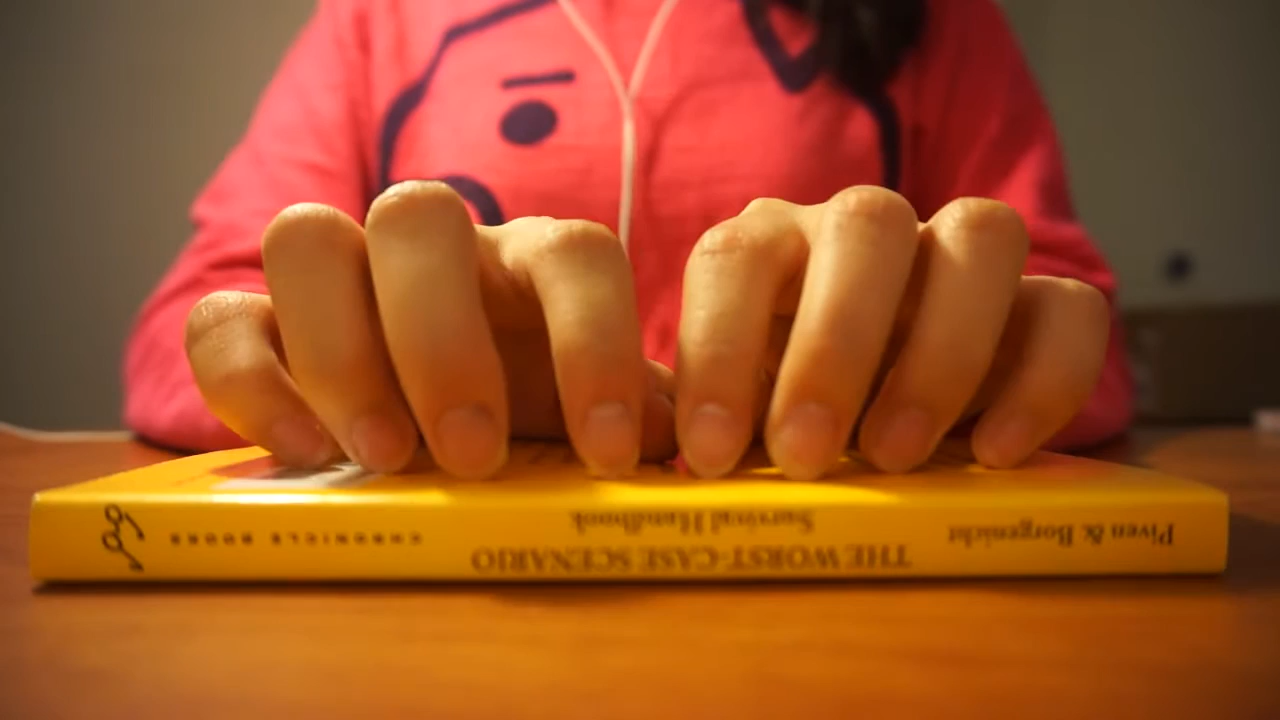 Piven & Borgenicht
THE WORST-CASE SCENARIO
Survival Handbook
CHRONICLE BOOKS